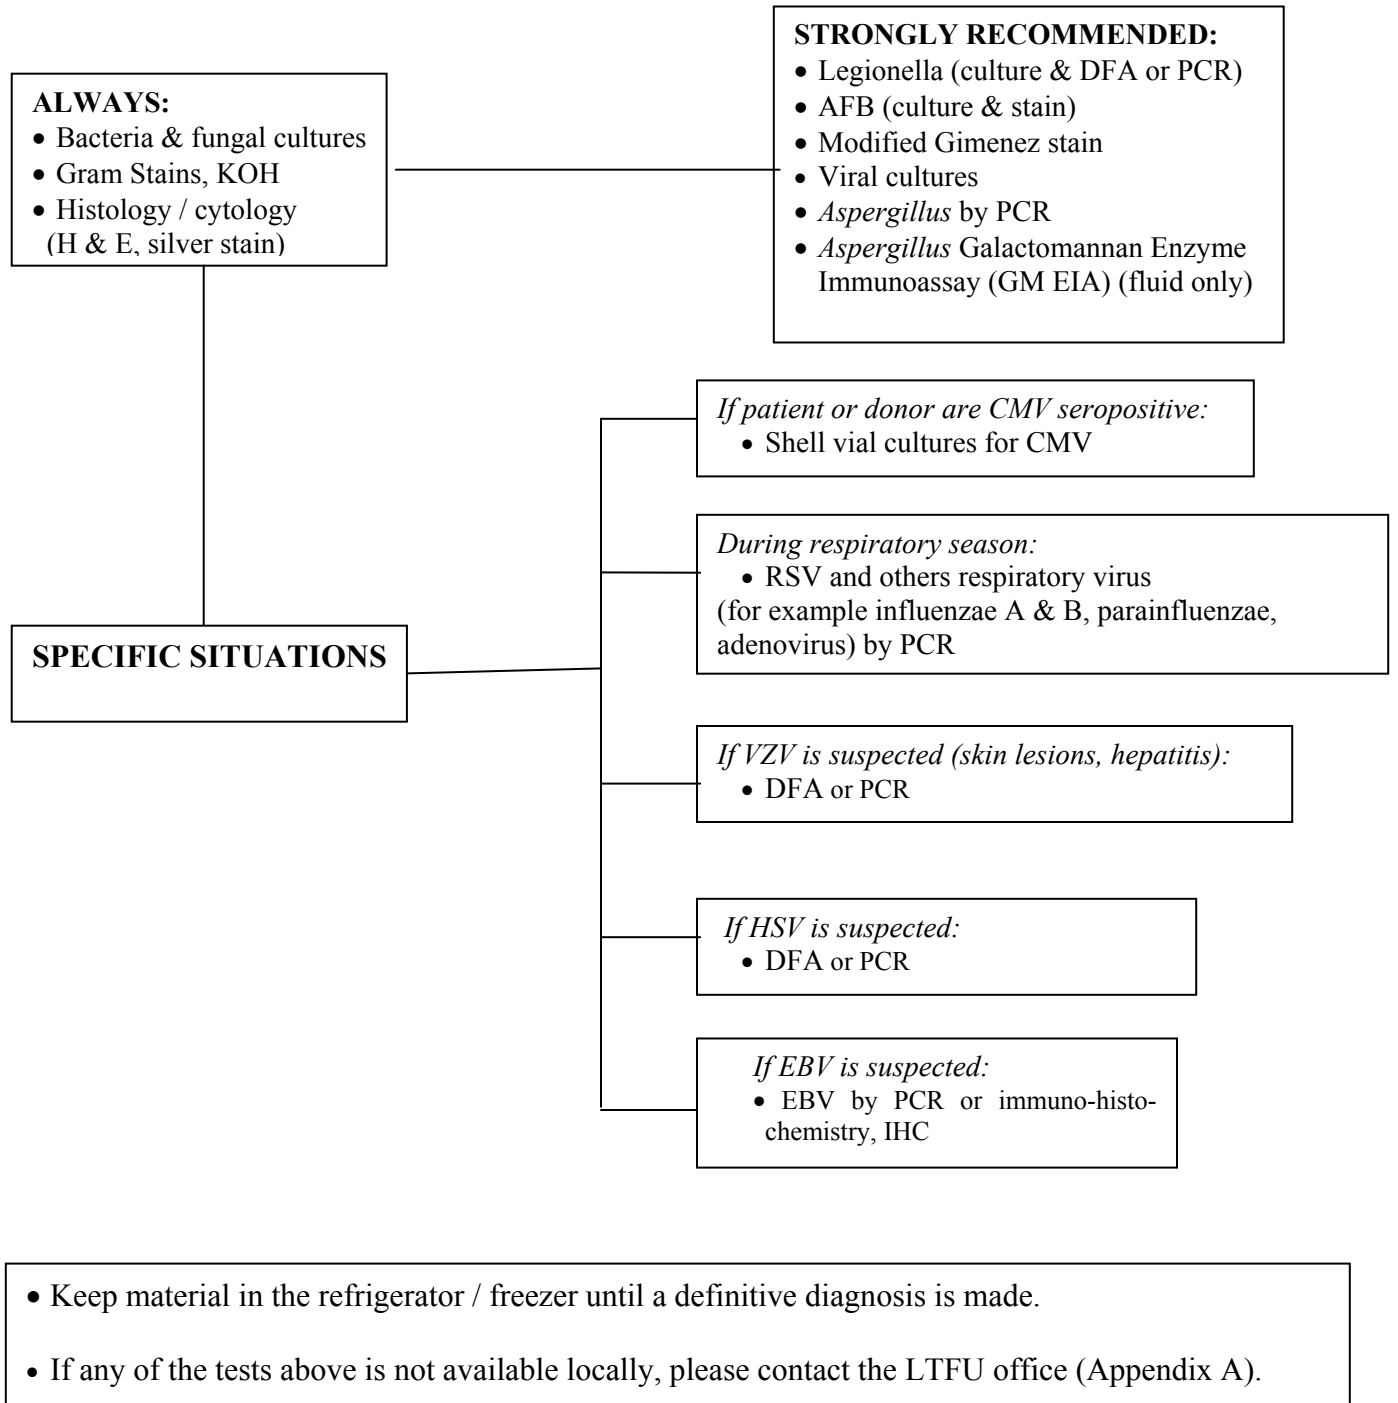 ALWAYS:
• Bacteria & fungal cultures
• Gram Stains, KOH
• Histology / cytology
(H & E, silver stain)
STRONGLY RECOMMENDED:
• Legionella (culture & DFA or PCR)
• AFB (culture & stain)
• Modified Gimenez stain
• Viral cultures
• Aspergillus by PCR
• Aspergillus Galactomannan Enzyme
Immunoassay (GM EIA) (fluid only)
SPECIFIC SITUATIONS
If patient or donor are CMV seropositive:
• Shell vial cultures for CMV
During respiratory season:
• RSV and others respiratory virus
(for example influenzae A & B, parainfluenzae,
adenovirus) by PCR
If VZV is suspected (skin lesions, hepatitis):
• DFA or PCR
If HSV is suspected:
• DFA or PCR
If EBV is suspected:
• EBV by PCR or immuno-histo-
chemistry, IHC
• Keep material in the refrigerator / freezer until a definitive diagnosis is made.
• If any of the tests above is not available locally, please contact the LTFU office (Appendix A).